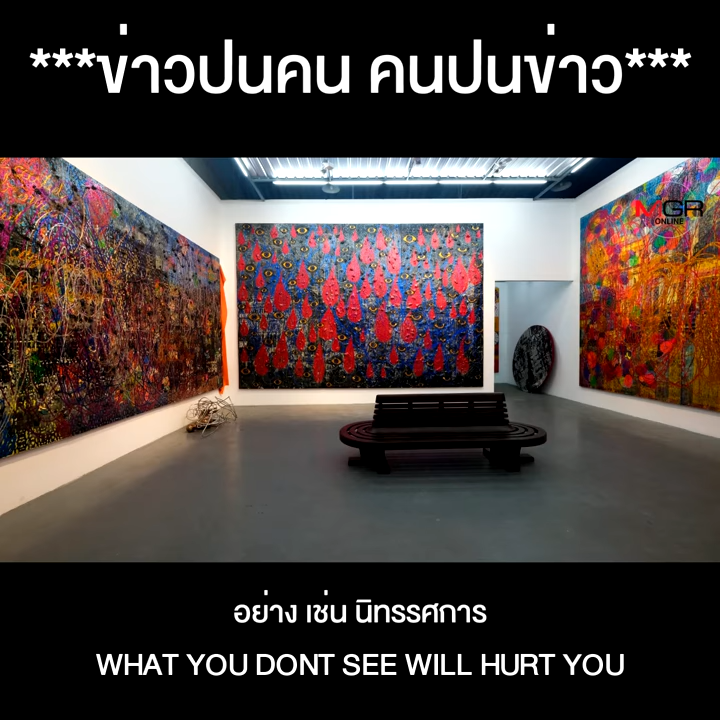 ***ข่าวปนคน คนปนข่าว***
MGR
ONLINE
อย่าง เช่น นิทรรศการ
WHAT YOU DONT SEE WILL HURT YOU